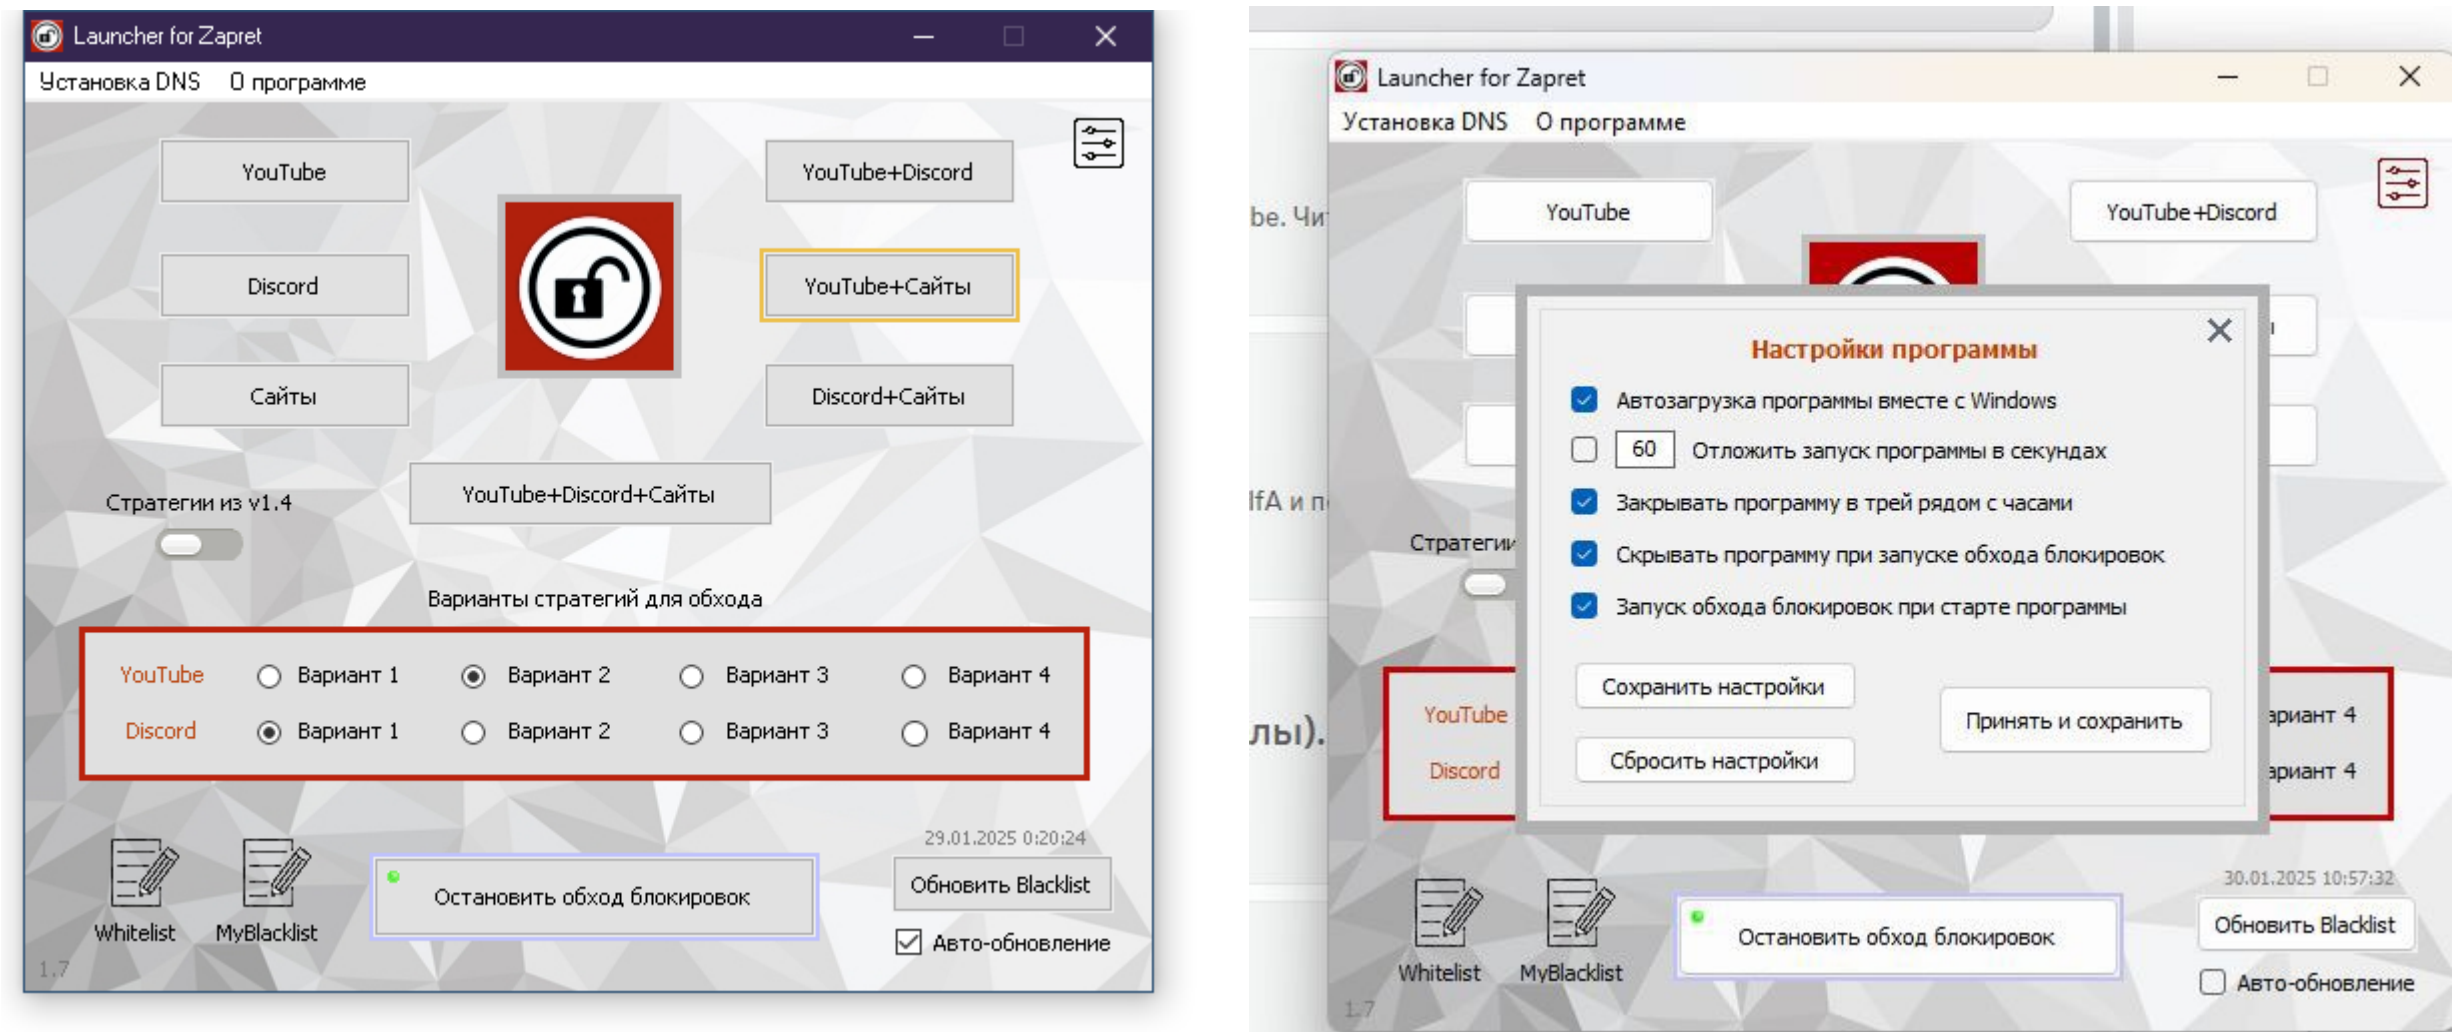 Launcher for Zapret
Установка DNS О программе
YouTube
YouTube+Discord
Discord
YouTube+Сайты
Сайты
Discord+Сайты
YouTube+Discord+Сайты
Стратегии из v1.4
Варианты стратегий для обхода
YouTube Вариант 1 Вариант 2 Вариант 3 Вариант 4
Discord Вариант 1 Вариант 2 Вариант 3 Вариант 4
29.01.2025 0:20:24
Остановить обход блокировок
Обновить Blacklist
Whitelist MyBlacklist
Авто-обновление
1.7
Launcher for Zapret
Установка DNS О программе
YouTube
YouTube+Discord
be. Чи
Настройки программы
Автозагрузка программы вместе с Windows
60 Отложить запуск программы в секундах
Закрывать программу в трей рядом с часами
IfA и п
Скрывать программу при запуске обхода блокировок
Стратегии
Запуск обхода блокировок при старте программы
Сохранить настройки
Принять и сохранить
Сбросить настройки
лы).
YouTube
ариант 4
Discord
ариант 4
30.01.2025 10:57:32
Остановить обход блокировок
Обновить Blacklist
Whitelist MyBlacklist
Авто-обновление
1.7